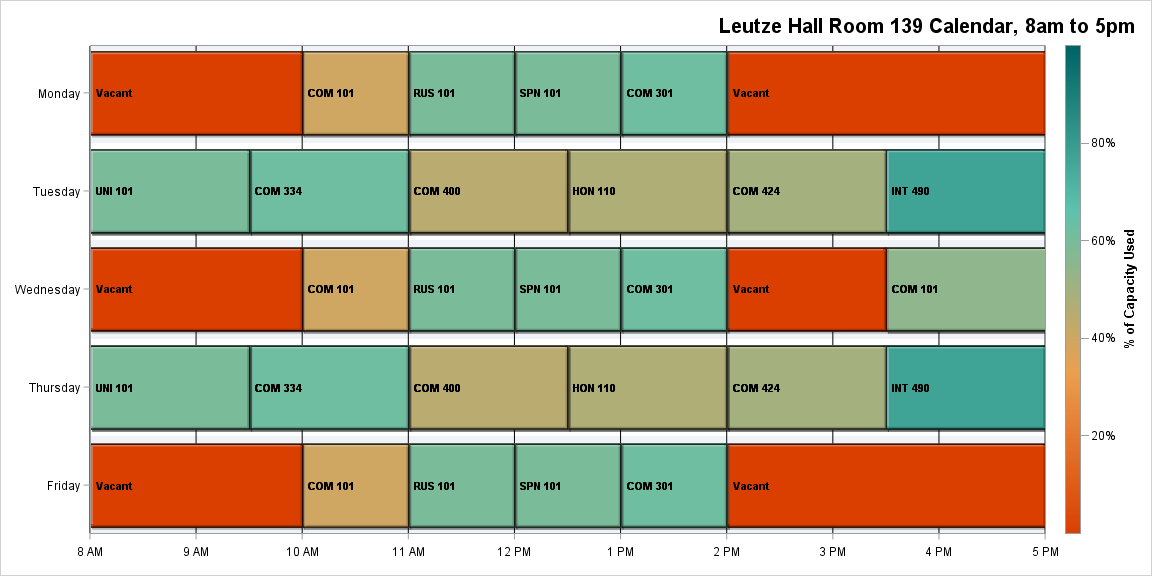 Leutze Hall Room 139 Calendar, 8am to 5pm
Monday
Vacant
COM 101
RUS 101
SPN 101
COM 301
Vacant
Tuesday
UNI 101
COM 334
COM 400
HON 110
COM 424
INT 490
Wednesday
Vacant
COM 101
RUS 101
SPN 101
COM 301
Vacant
COM 101
Thursday
UNI 101
COM 334
COM 400
HON 110
COM 424
INT 490
Friday
Vacant
COM 101
RUS 101
SPN 101
COM 301
Vacant
8 AM
9 AM
10 AM
11 AM
12 PM
1 PM
2 PM
3 PM
4 PM
5 PM
80%
60%
40%
20%
% of Capacity Used